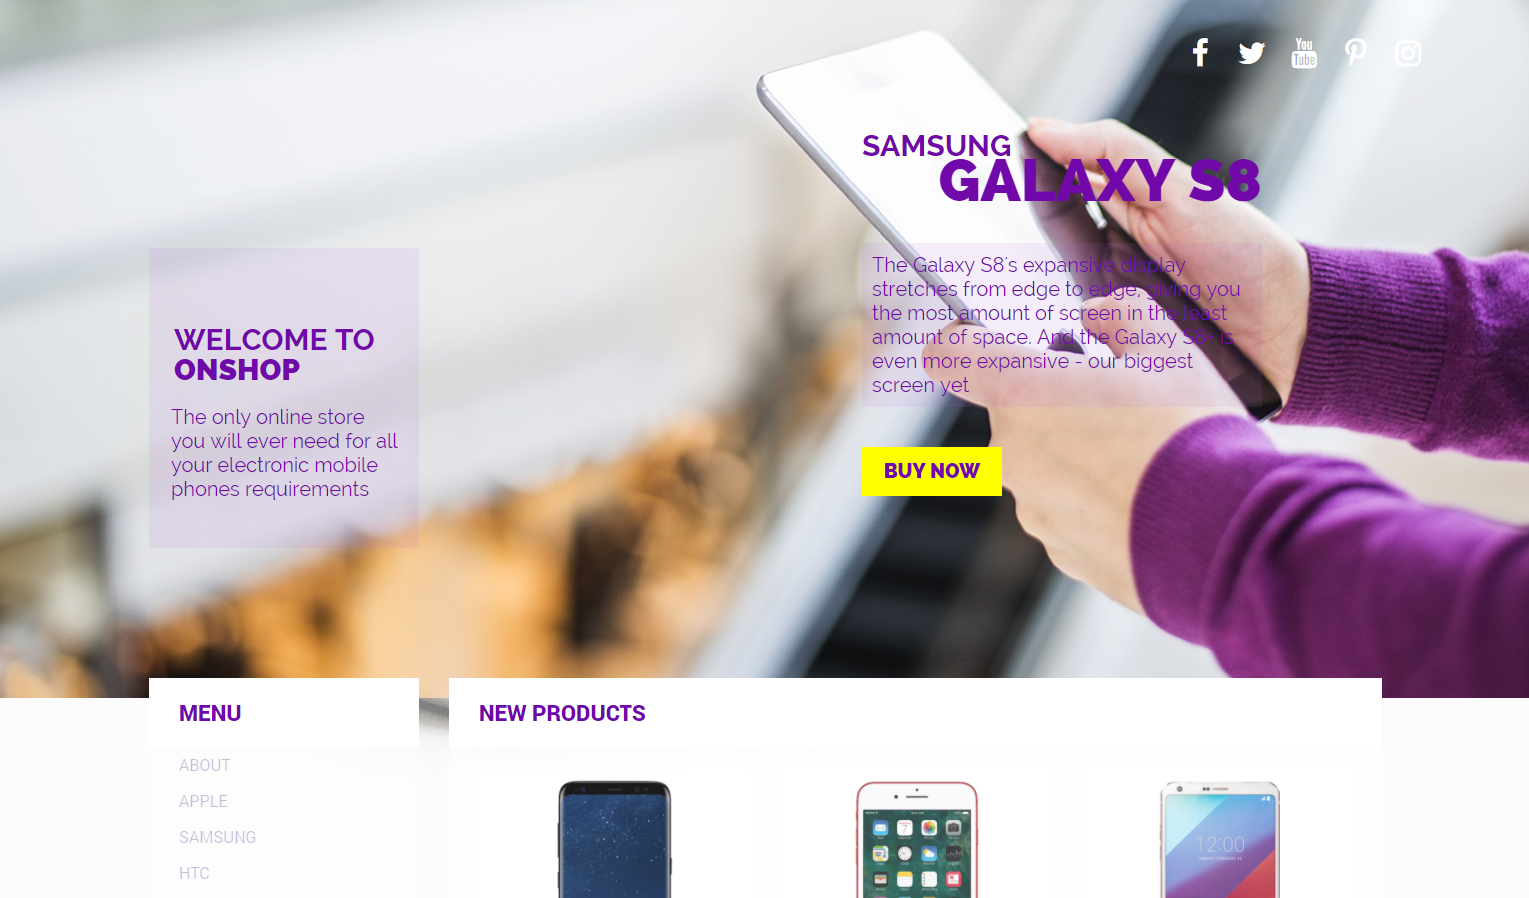 You
Tube
SAMSUNG
GALAXY S8
The Galaxy S8's expansive display
stretches from edge to edge, giving you
the most amount of screen in the least
amount of space. And the Galaxy S8+ is
even more expansive - our biggest
screen yet
BUY NOW
WELCOME TO
ONSHOP
The only online store
you will ever need for all
your electronic mobile
phones requirements
MENU
ABOUT
APPLE
SAMSUNG
HTC
NEW PRODUCTS
12:00